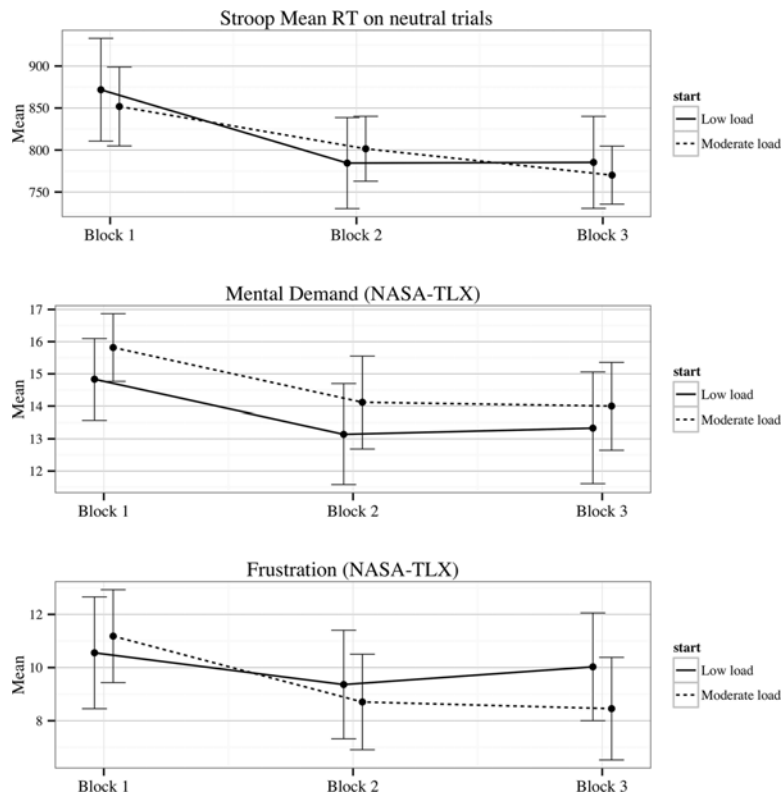 Stroop Mean RT on neutral trials
900
850
800
750
Mean
Block 1
Block 2
Block 3
start
Low load
Moderate load
Mental Demand (NASA-TLX)
17
16
15
14
13
12
Mean
Block 1
Block 2
Block 3
start
Low load
Moderate load
Frustration (NASA-TLX)
12
10
8
Mean
Block 1
Block 2
Block 3
start
Low load
Moderate load